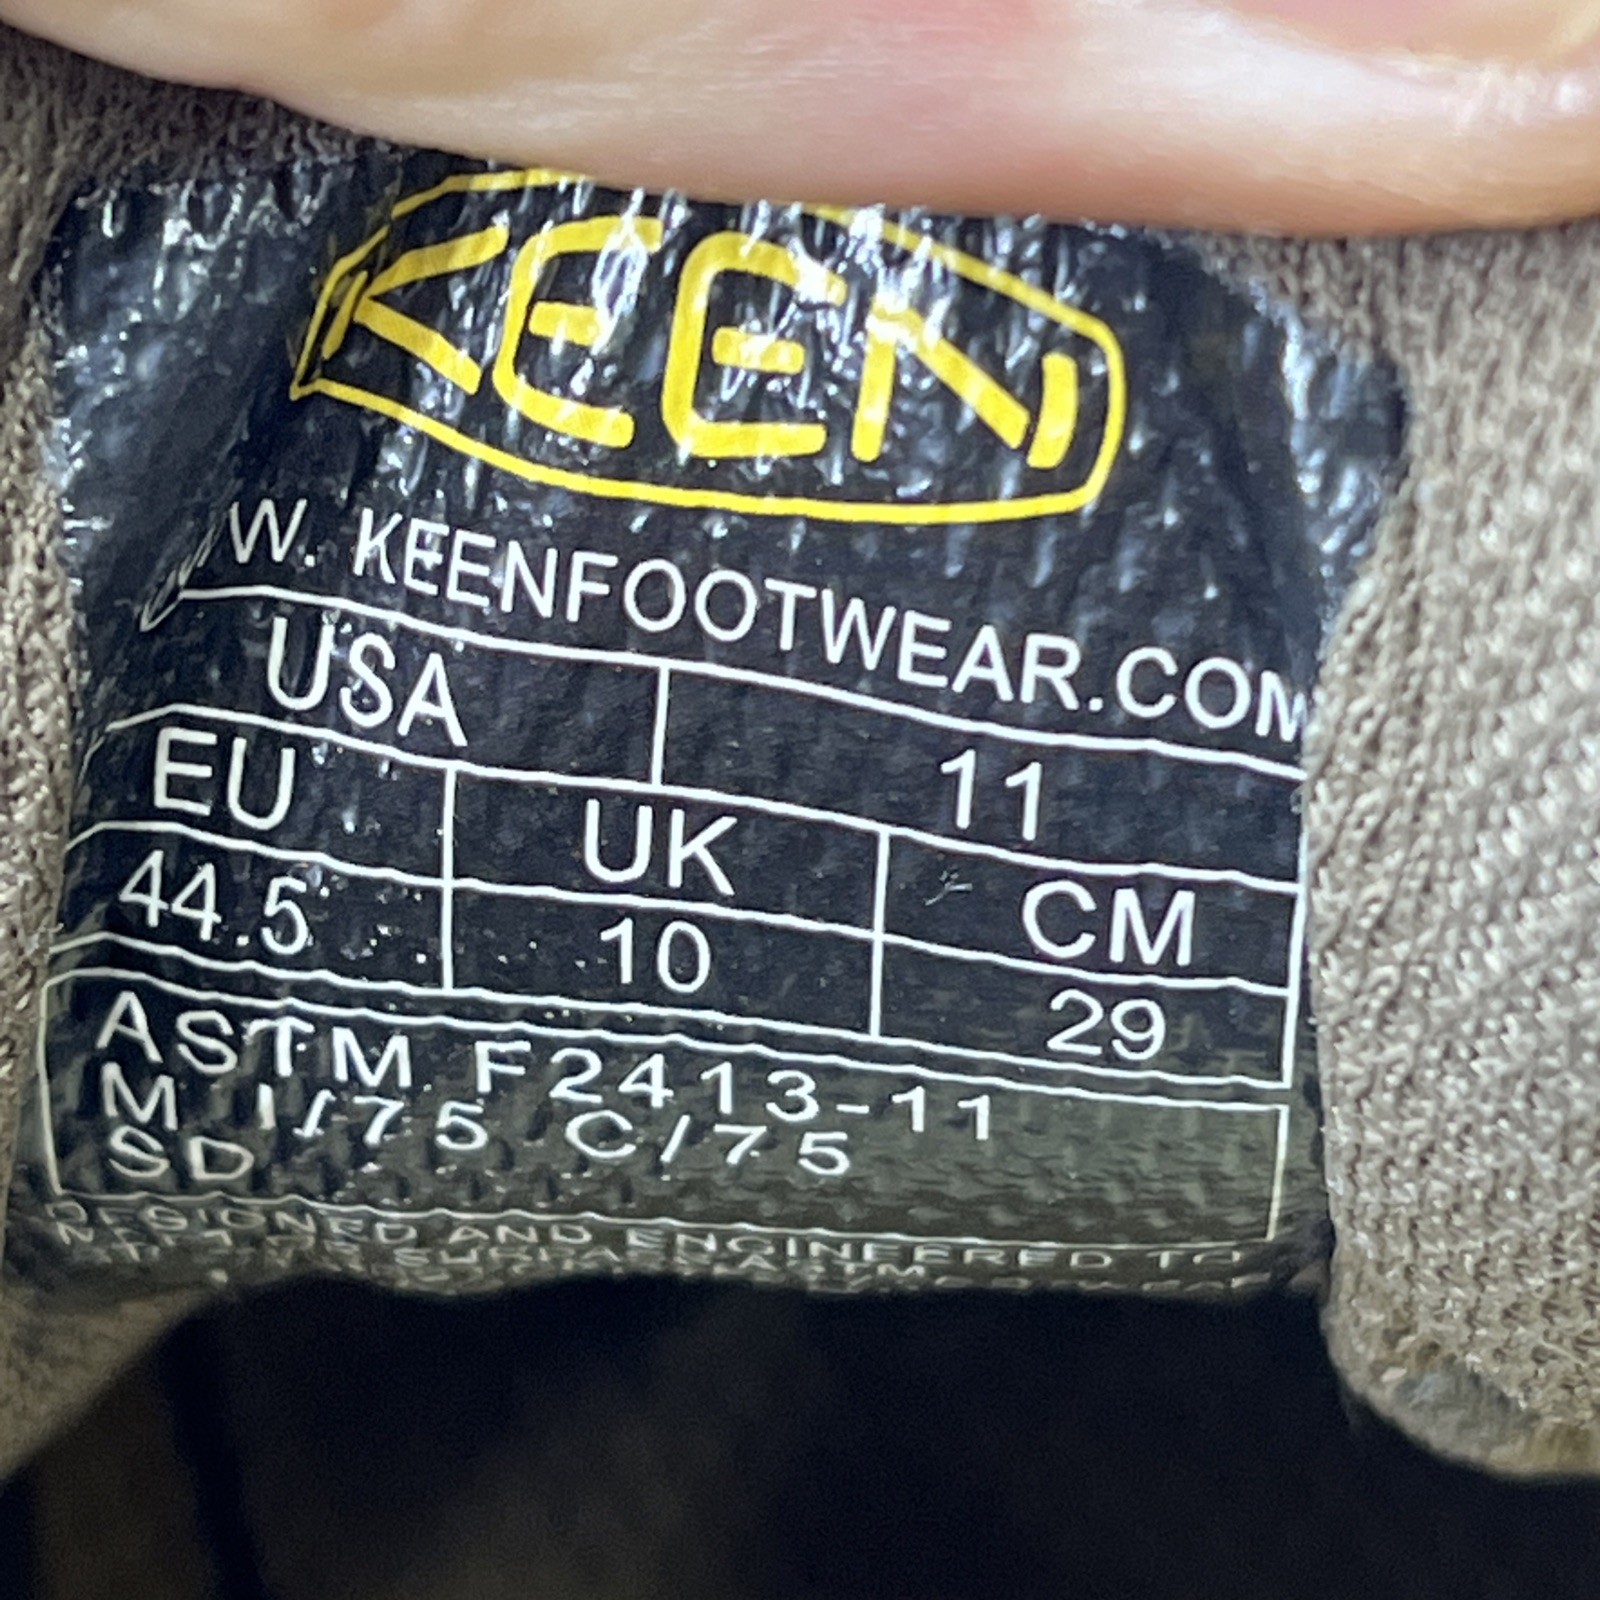 KEEN
W. KEENFOOTWEAR.COM
USA 11
EU UK CM
44.5 10 29
ASTM F2413-11
M I/75 C/75
SD
DESIGNED AND ENGINEERED TO